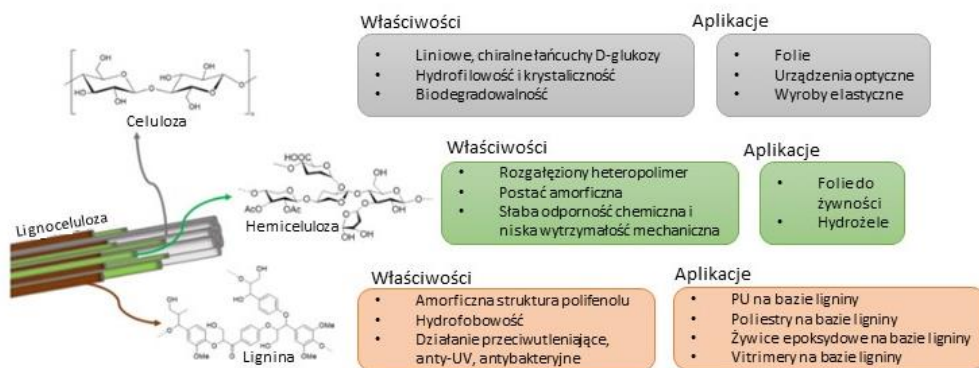 Właściwości
Aplikacje
• Liniowe, chiralne łańcuchy D-glukozy
• Hydrofilowość i krystaliczność
• Biodegradowalność
• Folie
• Urządzenia optyczne
• Wyroby elastyczne
Celuloza
Właściwości
Aplikacje
• Rozgałęziony heteropolimer
• Postać amorficzna
• Słaba odporność chemiczna i
niska wytrzymałość mechaniczna
• Folie do
żywności
• Hydrożele
Lignoceluloza
Hemiceluloza
Właściwości
Aplikacje
• Amorficzna struktura polifenolu
• Hydrofobowość
• Działanie przeciwutleniające,
anty-UV, antybakteryjne
• PU na bazie ligniny
• Poliestry na bazie ligniny
• Żywice epoksydowe na bazie ligniny
• Vitrimery na bazie ligniny
Lignina